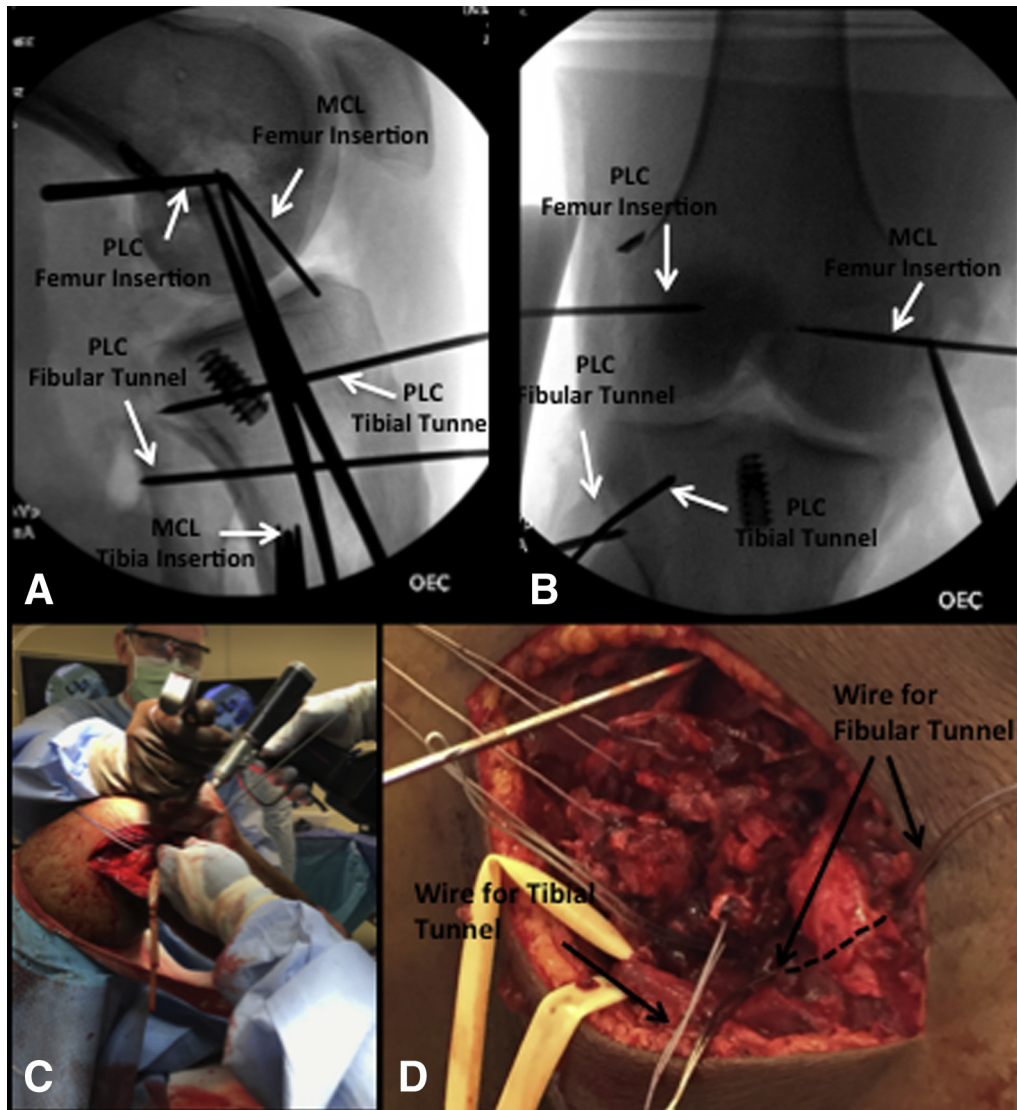 MCL
Femur Insertion
PLC
Femur Insertion
PLC
Fibular Tunnel
PLC
Tibial Tunne
MCL
Tibia Insertion
OEC
A
PLC
Femur Insertion
MCL
Femur Insertion
PLC
Fibular Tunnel
PLC
Tibial Tunnel
OEC
B
C
Wire for
Fibular Tunnel
Wire for Tibial
Tunnel
D